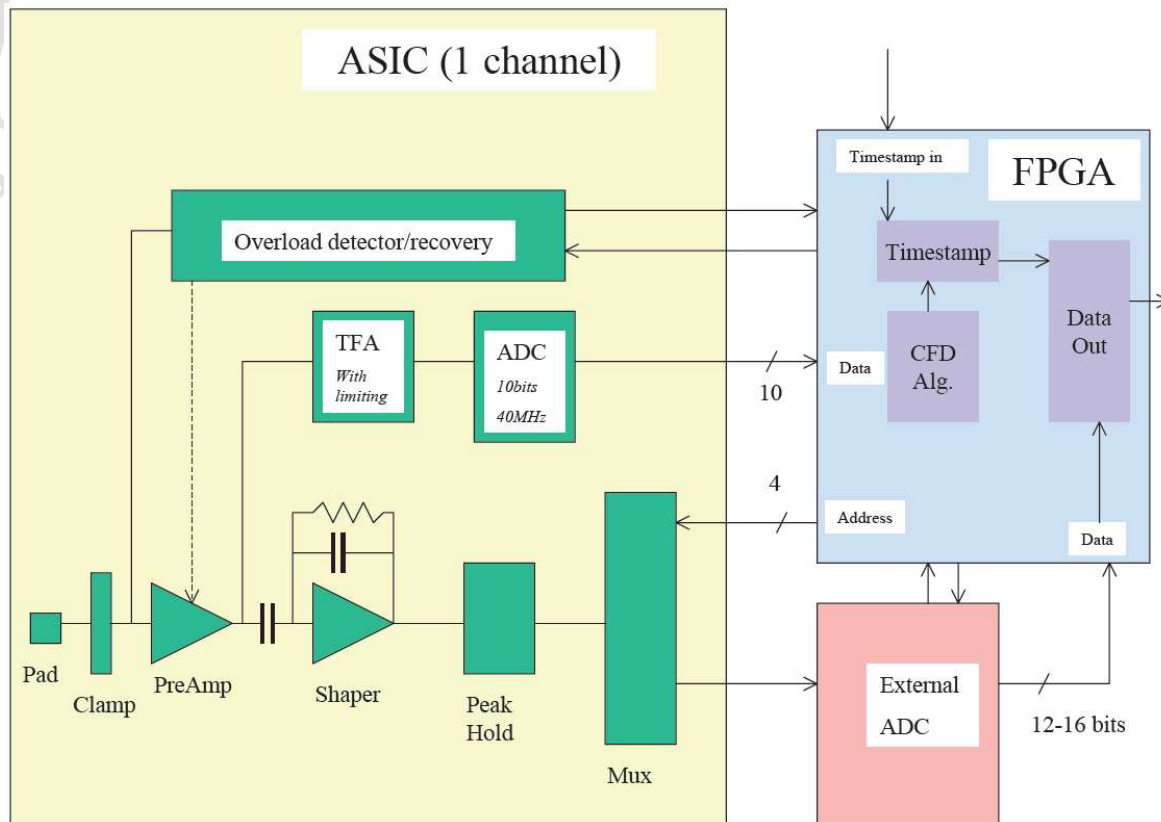 ASIC (1 channel)
Timestamp in
FPGA
Overload detector/recovery
Timestamp
TFA
With
limiting
ADC
10bits
40MHz
Data
10
CFD
Alg.
Data
Out
4
Address
Data
Pad
Clamp
PreAmp
Shaper
Peak
Hold
Mux
External
ADC
12-16 bits